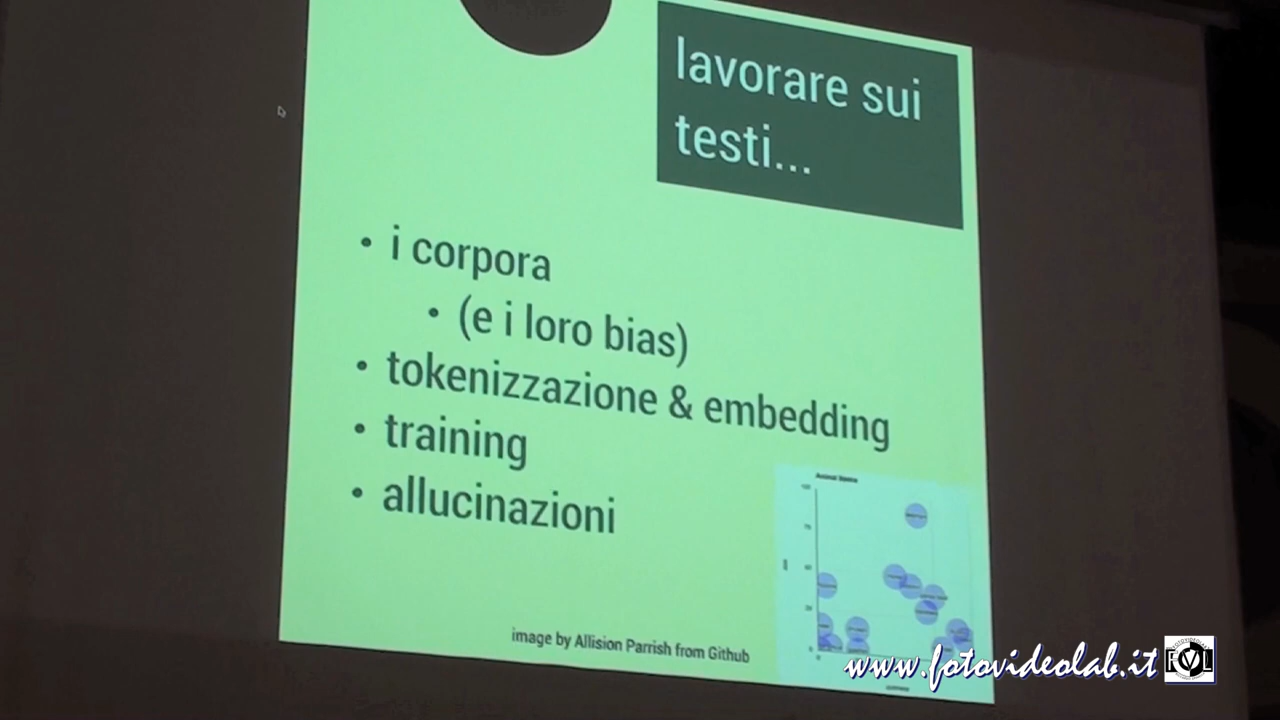 lavorare sui
testi...
• i corpora
• (e i loro bias)
• tokenizzazione & embedding
• training
• allucinazioni
image by Allision Parrish from Github
www.fotovideolab.it